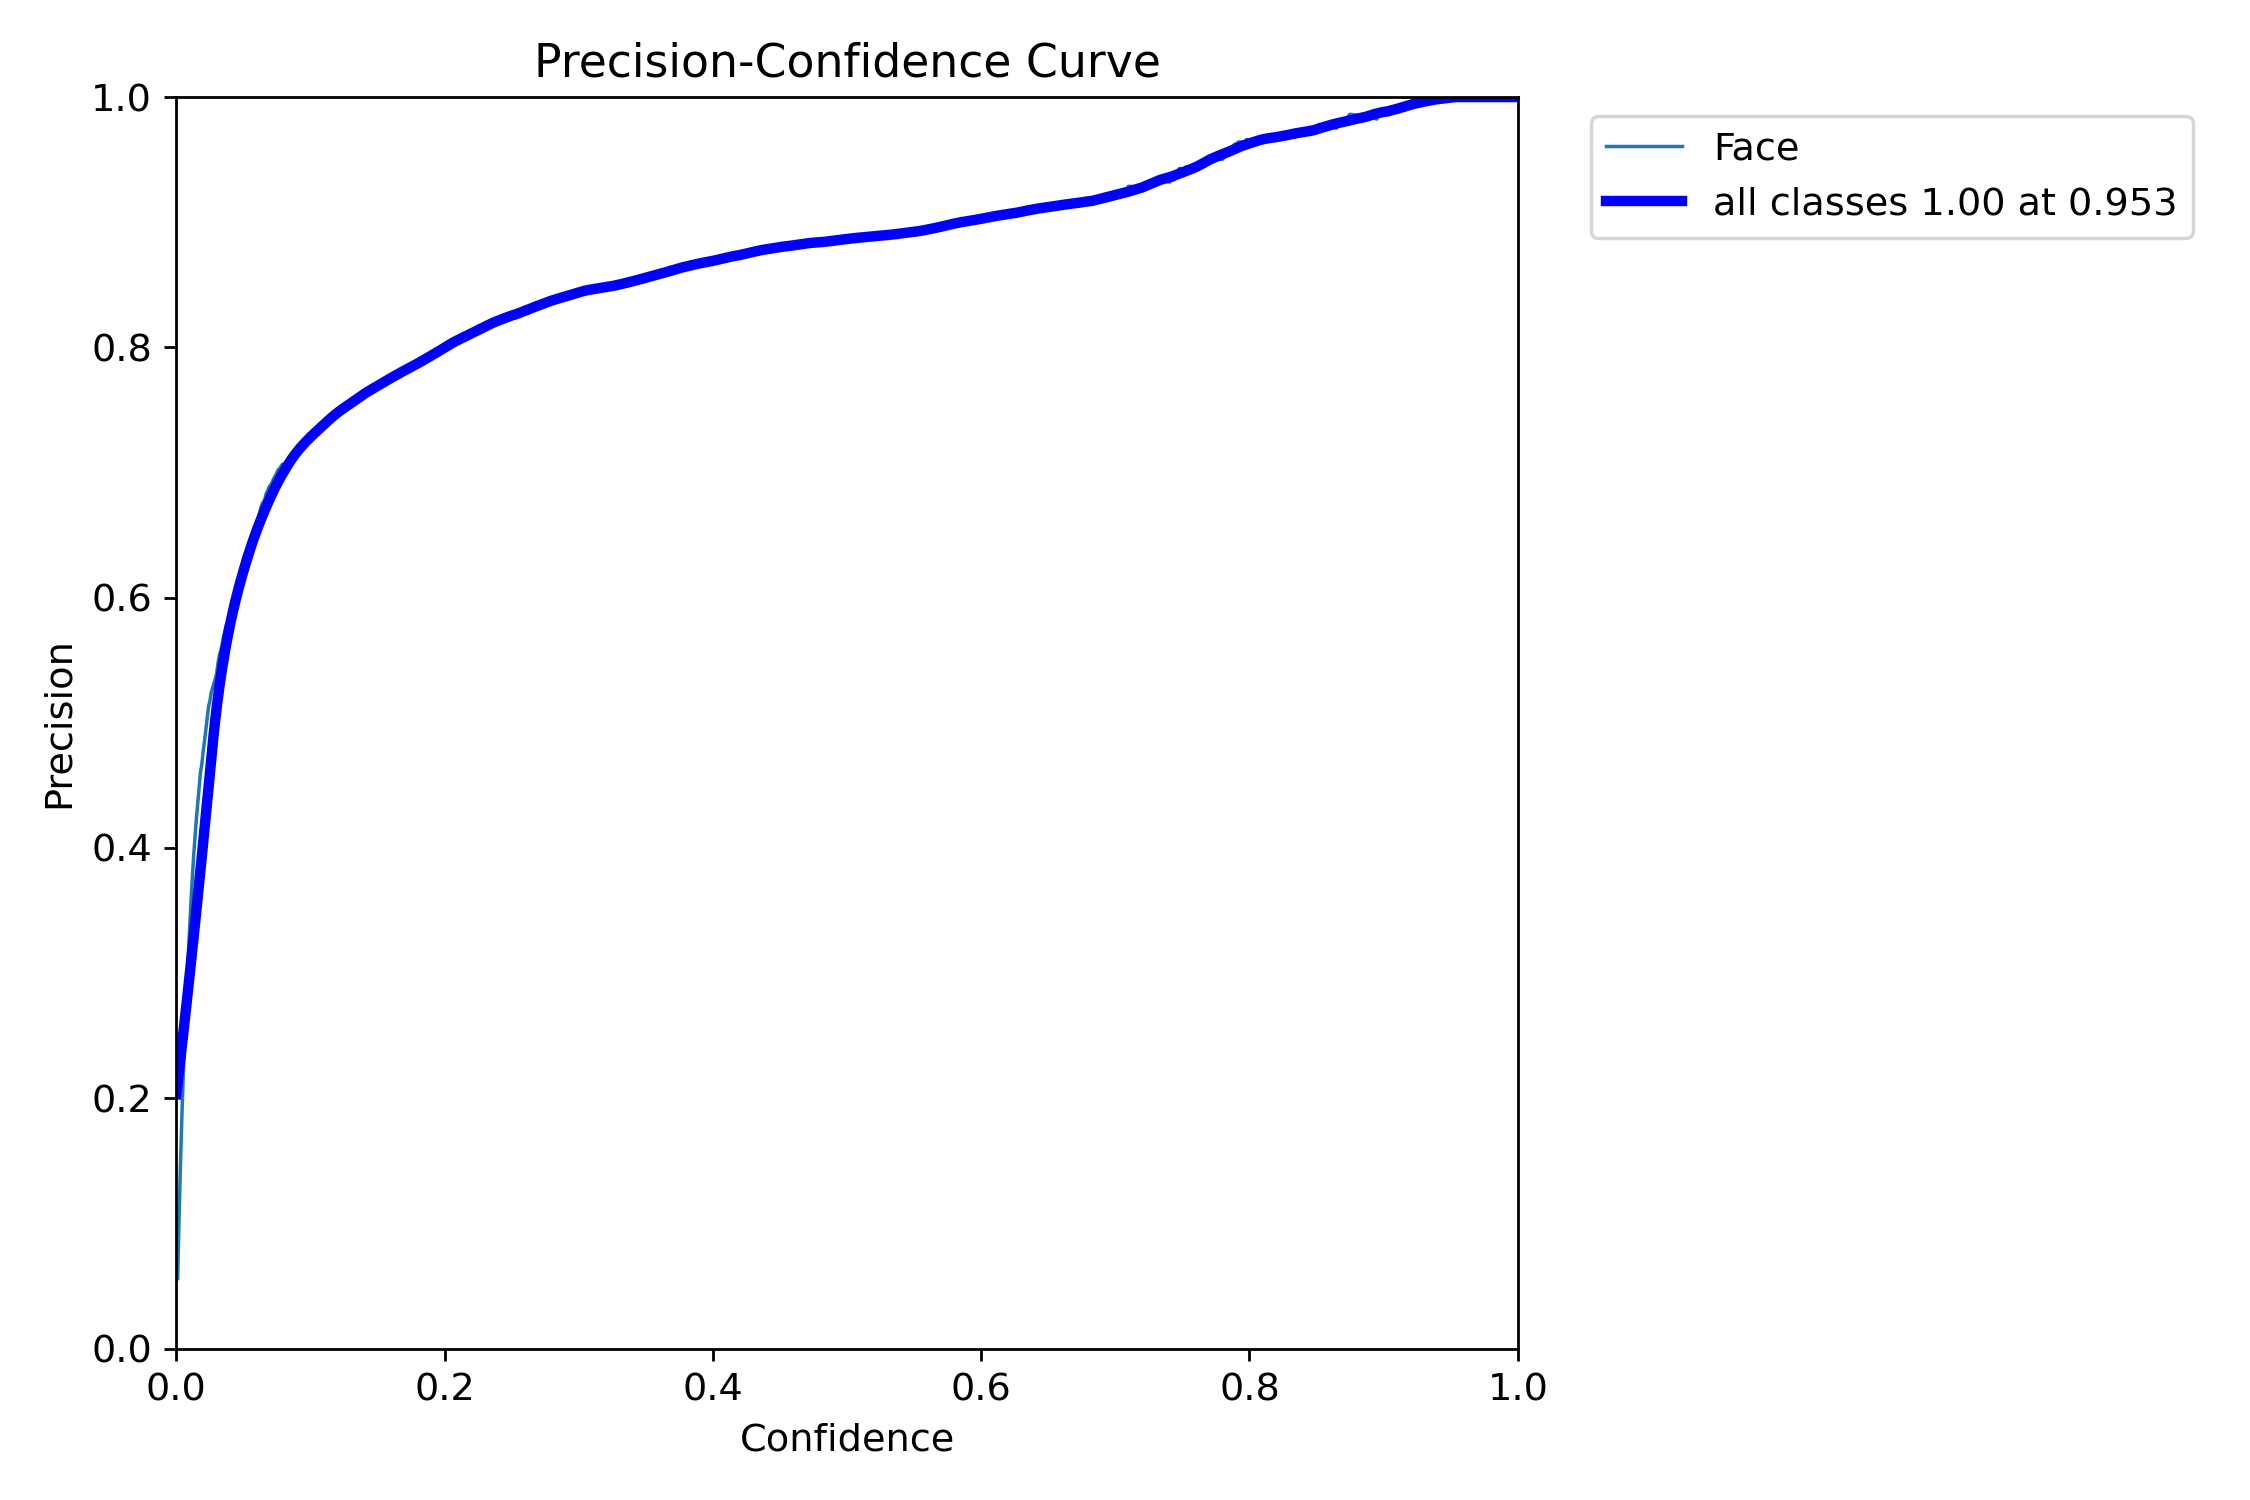 Precision-Confidence Curve
1.0
0.8
0.6
0.4
0.2
0.0
Precision
0.0 0.2 0.4 0.6 0.8 1.0
Confidence
Face
all classes 1.00 at 0.953